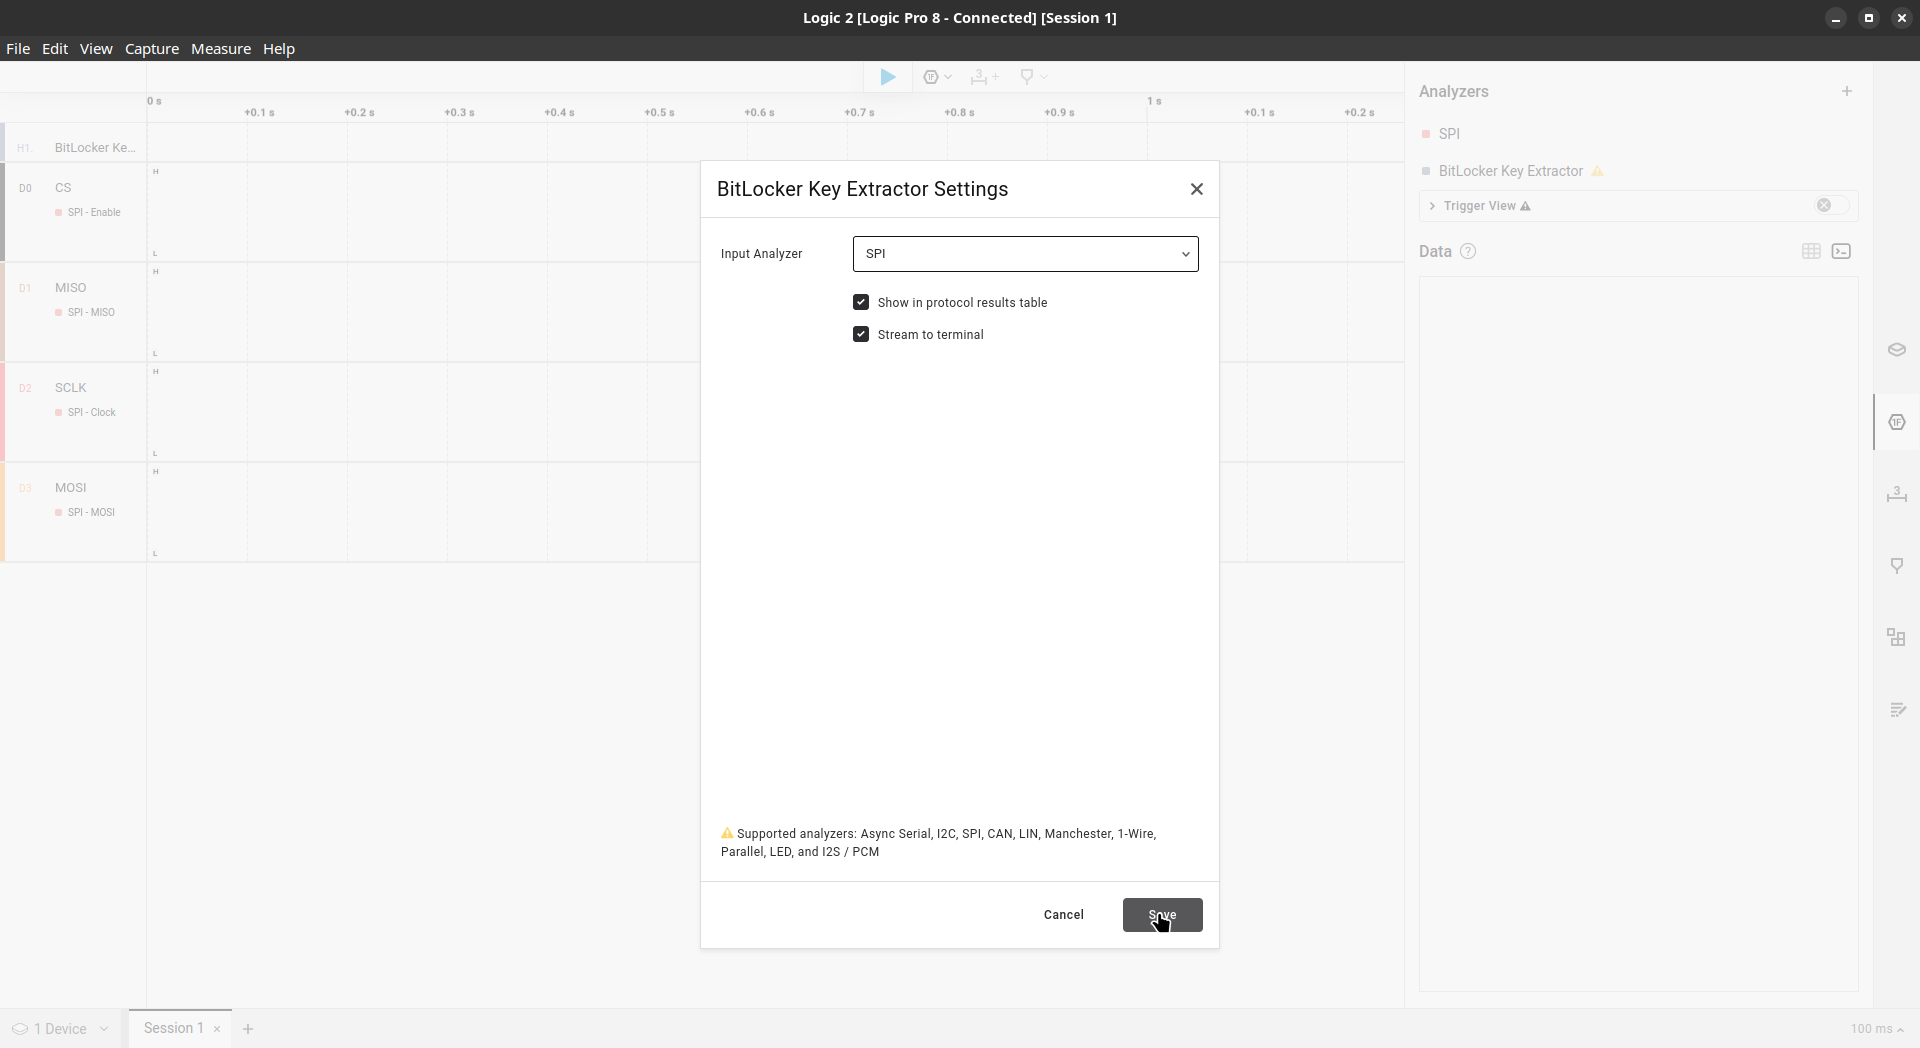 Logic 2 [Logic Pro 8 - Connected] [Session 1]
File Edit View Capture Measure Help
3 +
0 s
1 s
+0.1 s +0.2 s +0.3 s +0.4 s +0.5 s +0.6 s +0.7 s +0.8 s +0.9 s +0.1 s +0.2 s
H1 BitLocker Ke...
D0 CS
SPI - Enable
H
L
D1 MISO
SPI - MISO
H
L
D2 SCLK
SPI - Clock
H
L
D3 MOSI
SPI - MOSI
H
L
BitLocker Key Extractor Settings
Input Analyzer SPI
Show in protocol results table
Stream to terminal
Supported analyzers: Async Serial, I2C, SPI, CAN, LIN, Manchester, 1-Wire,
Parallel, LED, and I2S / PCM
Cancel Save
Analyzers +
SPI
BitLocker Key Extractor
Trigger View
Data ?
1F
3
1 Device
Session 1 × +
100 ms